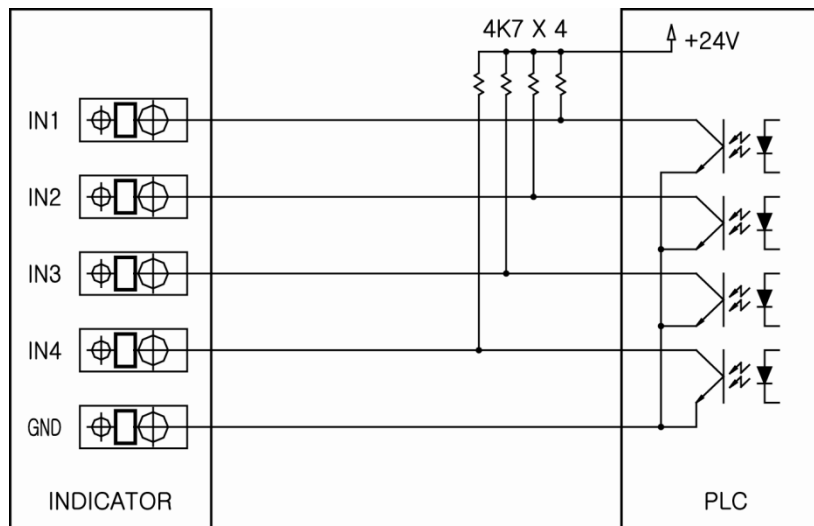 4K7 X 4
+24V
IN1
IN2
IN3
IN4
GND
INDICATOR
PLC